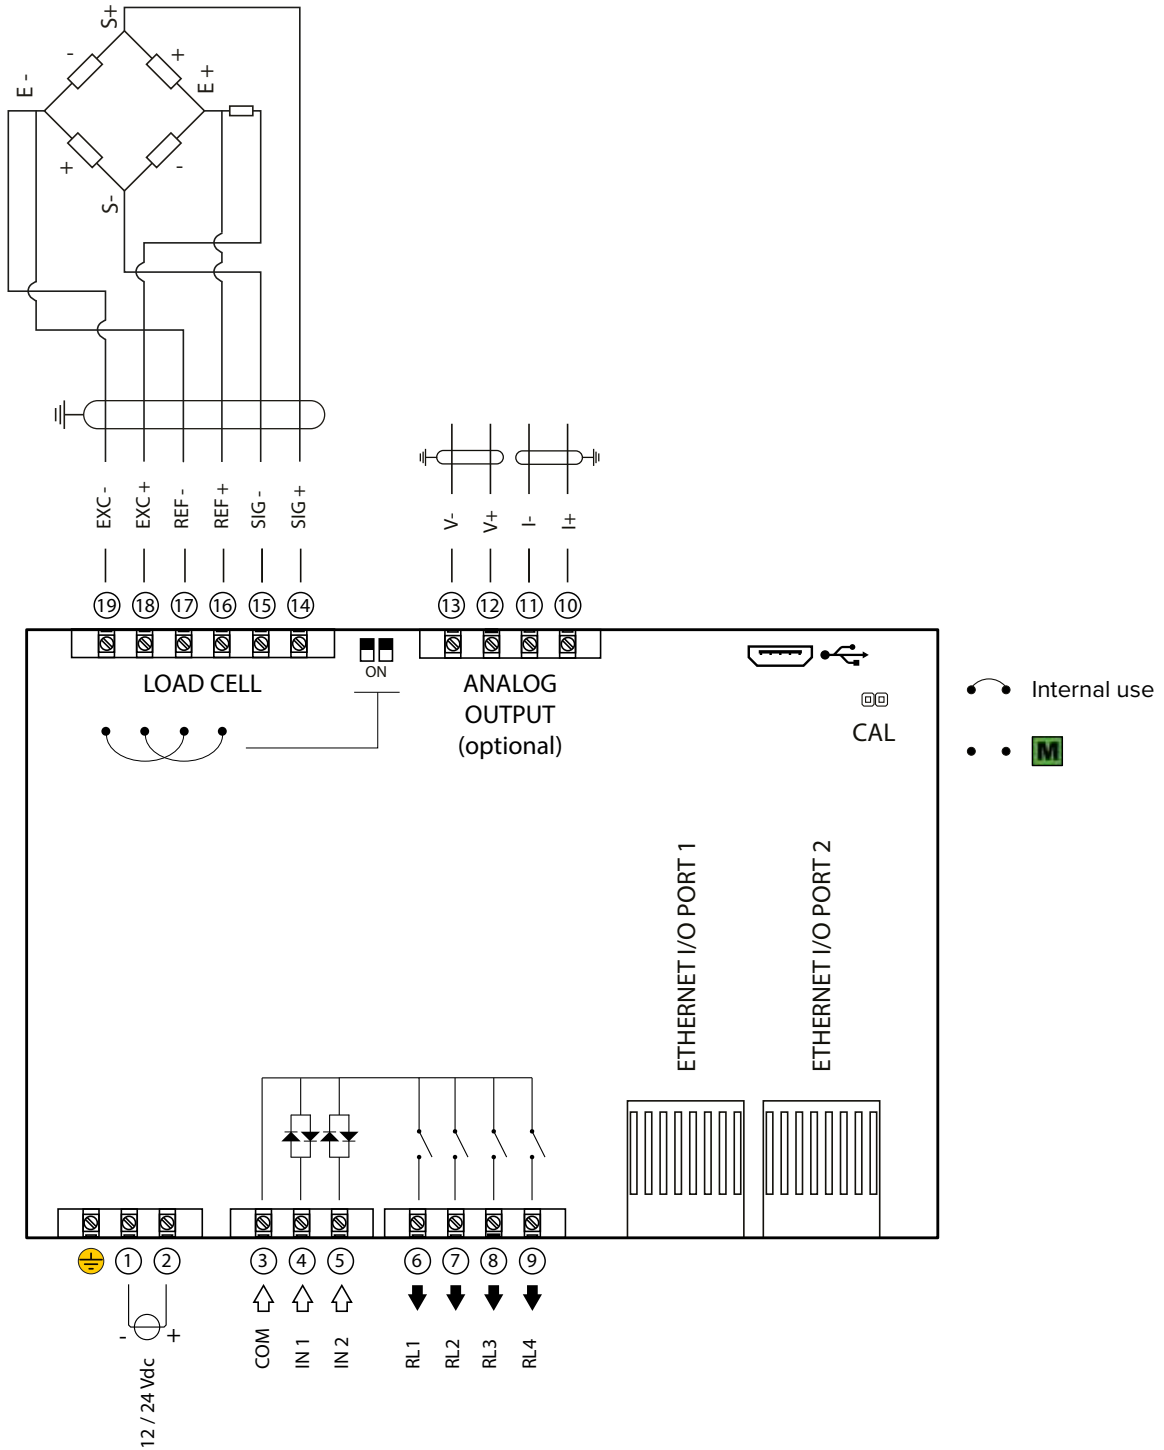 S+
- +
E - E +
+ -
S-
EXC - EXC + REF - REF + SIG - SIG +
V- V+ I- I+
19 18 17 16 15 14
13 12 11 10
ON
LOAD CELL
ANALOG
OUTPUT
(optional)
CAL
Internal use
M
ETHERNET I/O PORT 1
ETHERNET I/O PORT 2
1 2
3 4 5
6 7 8 9
- +
12 / 24 Vdc
COM IN 1 IN 2
RL1 RL2 RL3 RL4